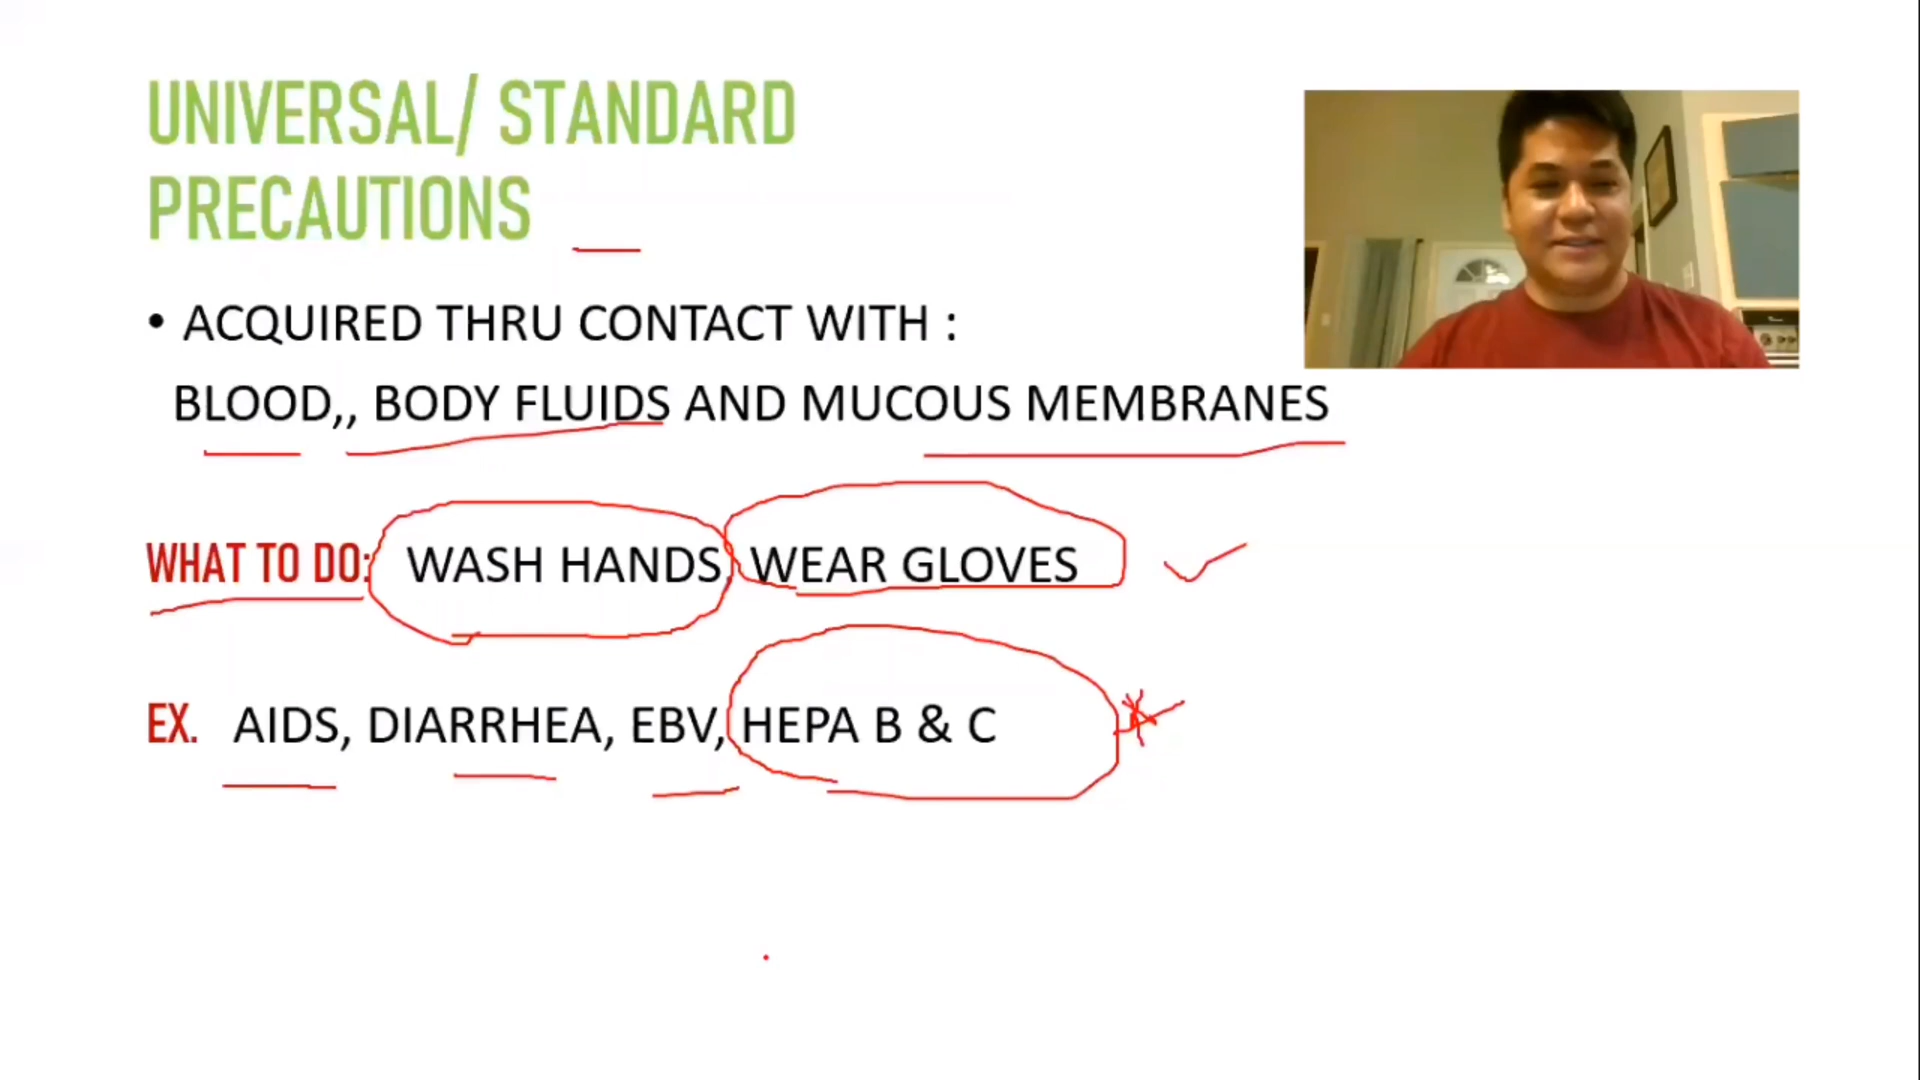 UNIVERSAL/ STANDARD
PRECAUTIONS
• ACQUIRED THRU CONTACT WITH :
BLOOD,, BODY FLUIDS AND MUCOUS MEMBRANES
WHAT TO DO: WASH HANDS, WEAR GLOVES
EX. AIDS, DIARRHEA, EBV, HEPA B & C